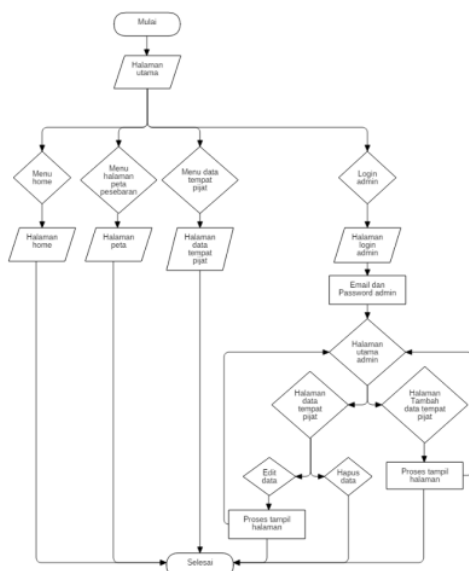 Mulai
Halaman
utama
Menu
home
Menu
halaman
peta
pesebaran
Menu data
tempat
pijat
Login
admin
Halaman
home
Halaman
peta
Halaman
data
tempat
pijat
Halaman
login
admin
Email dan
Password admin
Halaman
utama
admin
Halaman
data
tempat
pijat
Halaman
Tambah
data tempat
pijat
Edit
data
Hapus
data
Proses tampil
halaman
Proses tampil
halaman
Selesai